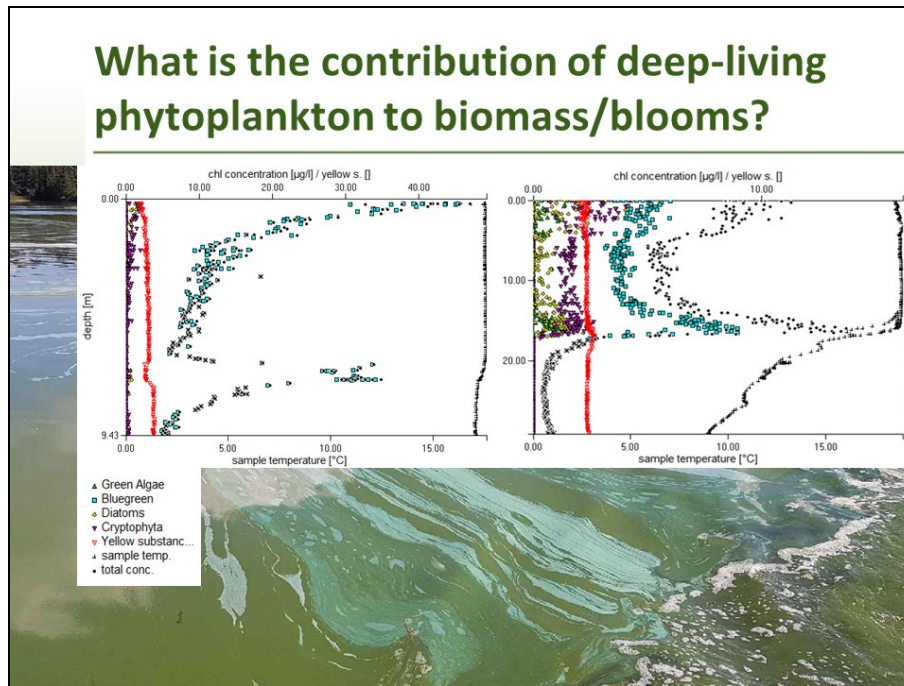 What is the contribution of deep-living
phytoplankton to biomass/blooms?
chl concentration [µg/l] / yellow s. []
0.00 10.00 20.00 30.00 40.00
0.00
depth [m]
9.43
0.00 5.00 10.00 15.00
sample temperature [°C]
chl concentration [µg/l] / yellow s. []
0.00 10.00
0.00
10.00
20.00
0.00 5.00 10.00 15.00
sample temperature [°C]
Green Algae
Bluegreen
Diatoms
Cryptophyta
Yellow substanc...
sample temp.
total conc.